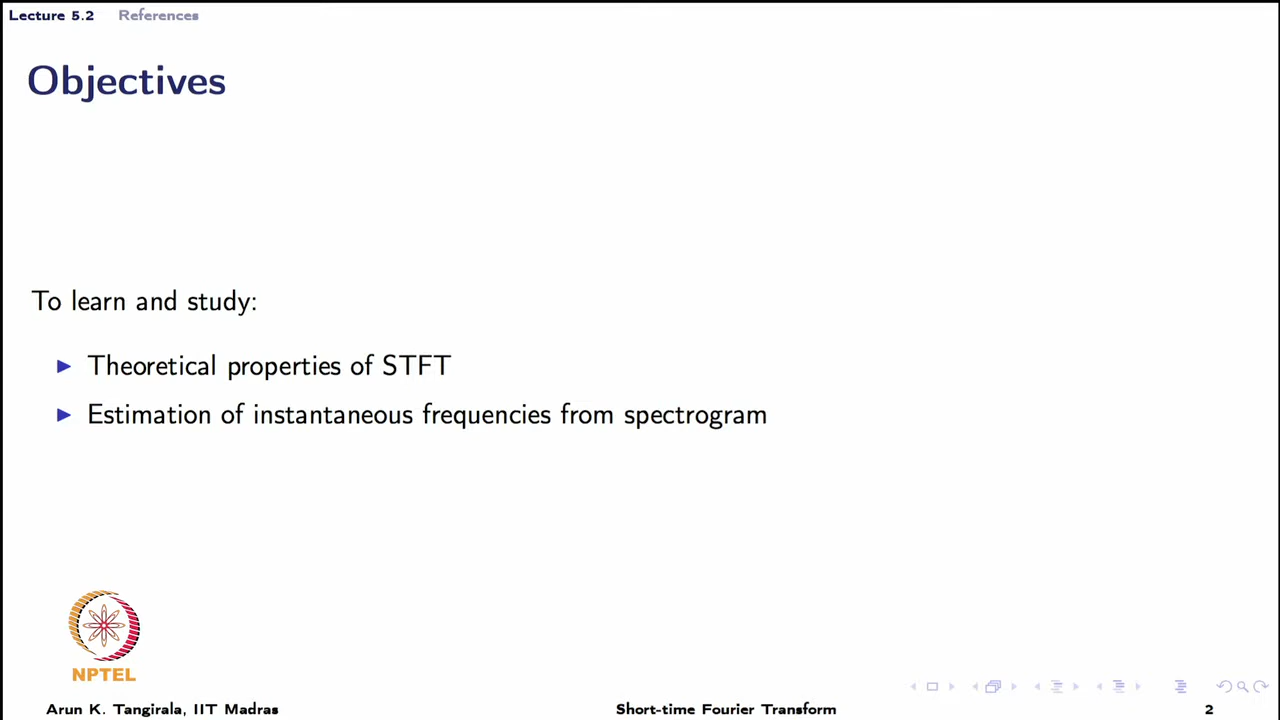 Lecture 5.2 References
Objectives
To learn and study:
▶ Theoretical properties of STFT
▶ Estimation of instantaneous frequencies from spectrogram
NPTEL
Arun K. Tangirala, IIT Madras Short-time Fourier Transform 2